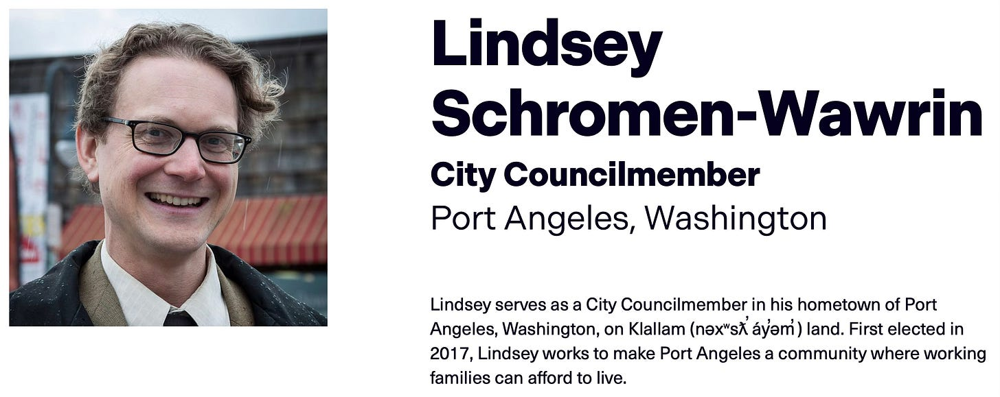 Lindsey
Schromen-Wawrin
City Councilmember
Port Angeles, Washington
Lindsey serves as a City Councilmember in his hometown of Port
Angeles, Washington, on Klallam (nəxʷsƛ̓áy̓əm̓) land. First elected in
2017, Lindsey works to make Port Angeles a community where working
families can afford to live.